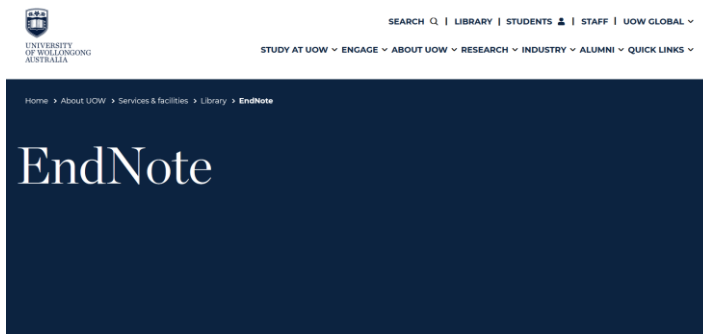 SEARCH | LIBRARY | STUDENTS | STAFF | UOW GLOBAL
UNIVERSITY
OF WOLLONGONG
AUSTRALIA
STUDY AT UOW ENGAGE ABOUT UOW RESEARCH INDUSTRY ALUMNI QUICK LINKS
Home > About UOW > Services & facilities > Library > EndNote
EndNote